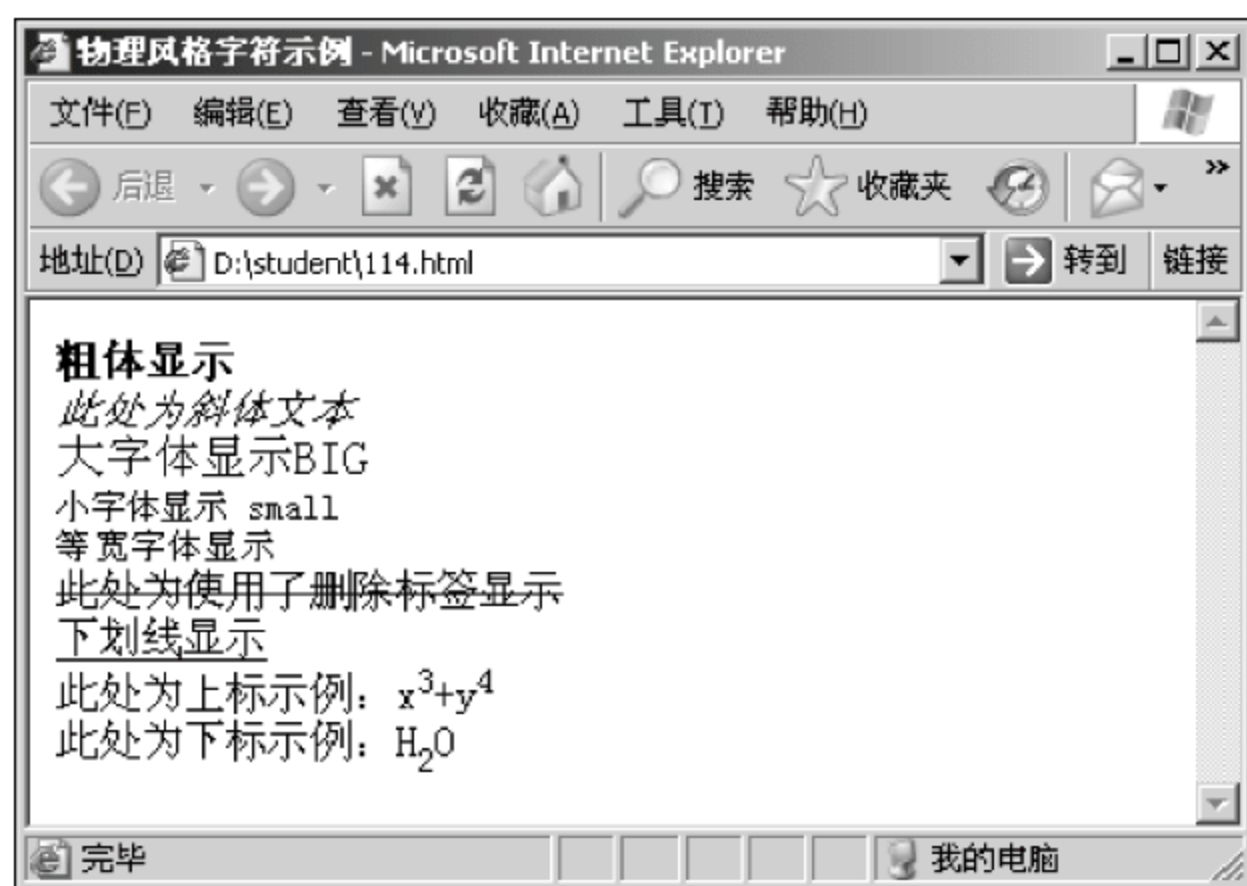 物理风格字符示例 - Microsoft Internet Explorer
文件(F) 编辑(E) 查看(V) 收藏(A) 工具(T) 帮助(H)
后退 搜索 收藏夹 »
地址(D) D:\student\114.html 转到 链接
粗体显示
此处为斜体文本
大字体显示BIG
小字体显示 small
等宽字体显示
此处为使用了删除标签显示
下划线显示
此处为上标示例：x³+y⁴
此处为下标示例：H₂O
完毕 我的电脑